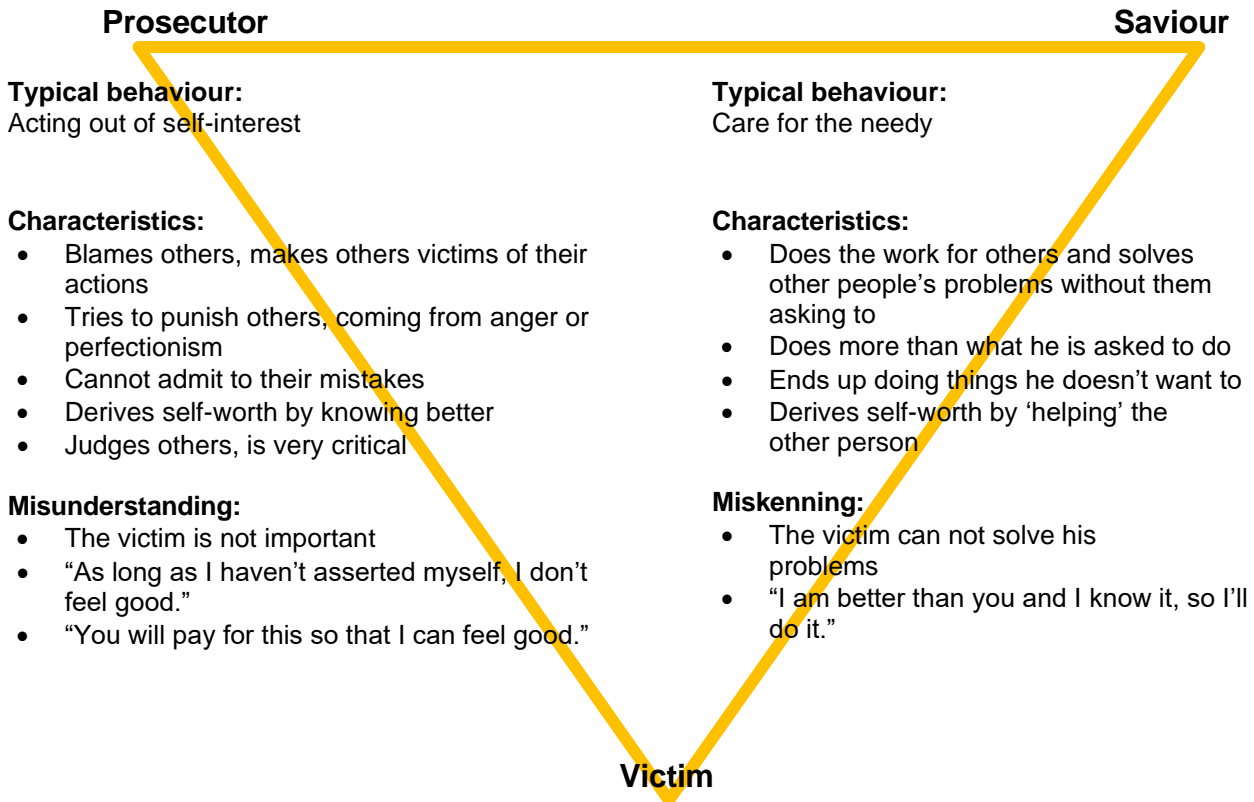 Prosecutor
Typical behaviour:
Acting out of self-interest
Characteristics:
• Blames others, makes others victims of their
actions
• Tries to punish others, coming from anger or
perfectionism
• Cannot admit to their mistakes
• Derives self-worth by knowing better
• Judges others, is very critical
Misunderstanding:
• The victim is not important
• “As long as I haven’t asserted myself, I don’t
feel good.”
• “You will pay for this so that I can feel good.”
Saviour
Typical behaviour:
Care for the needy
Characteristics:
• Does the work for others and solves
other people’s problems without them
asking to
• Does more than what he is asked to do
• Ends up doing things he doesn’t want to
• Derives self-worth by ‘helping’ the
other person
Miskenning:
• The victim can not solve his
problems
• “I am better than you and I know it, so I’ll
do it.”
Victim